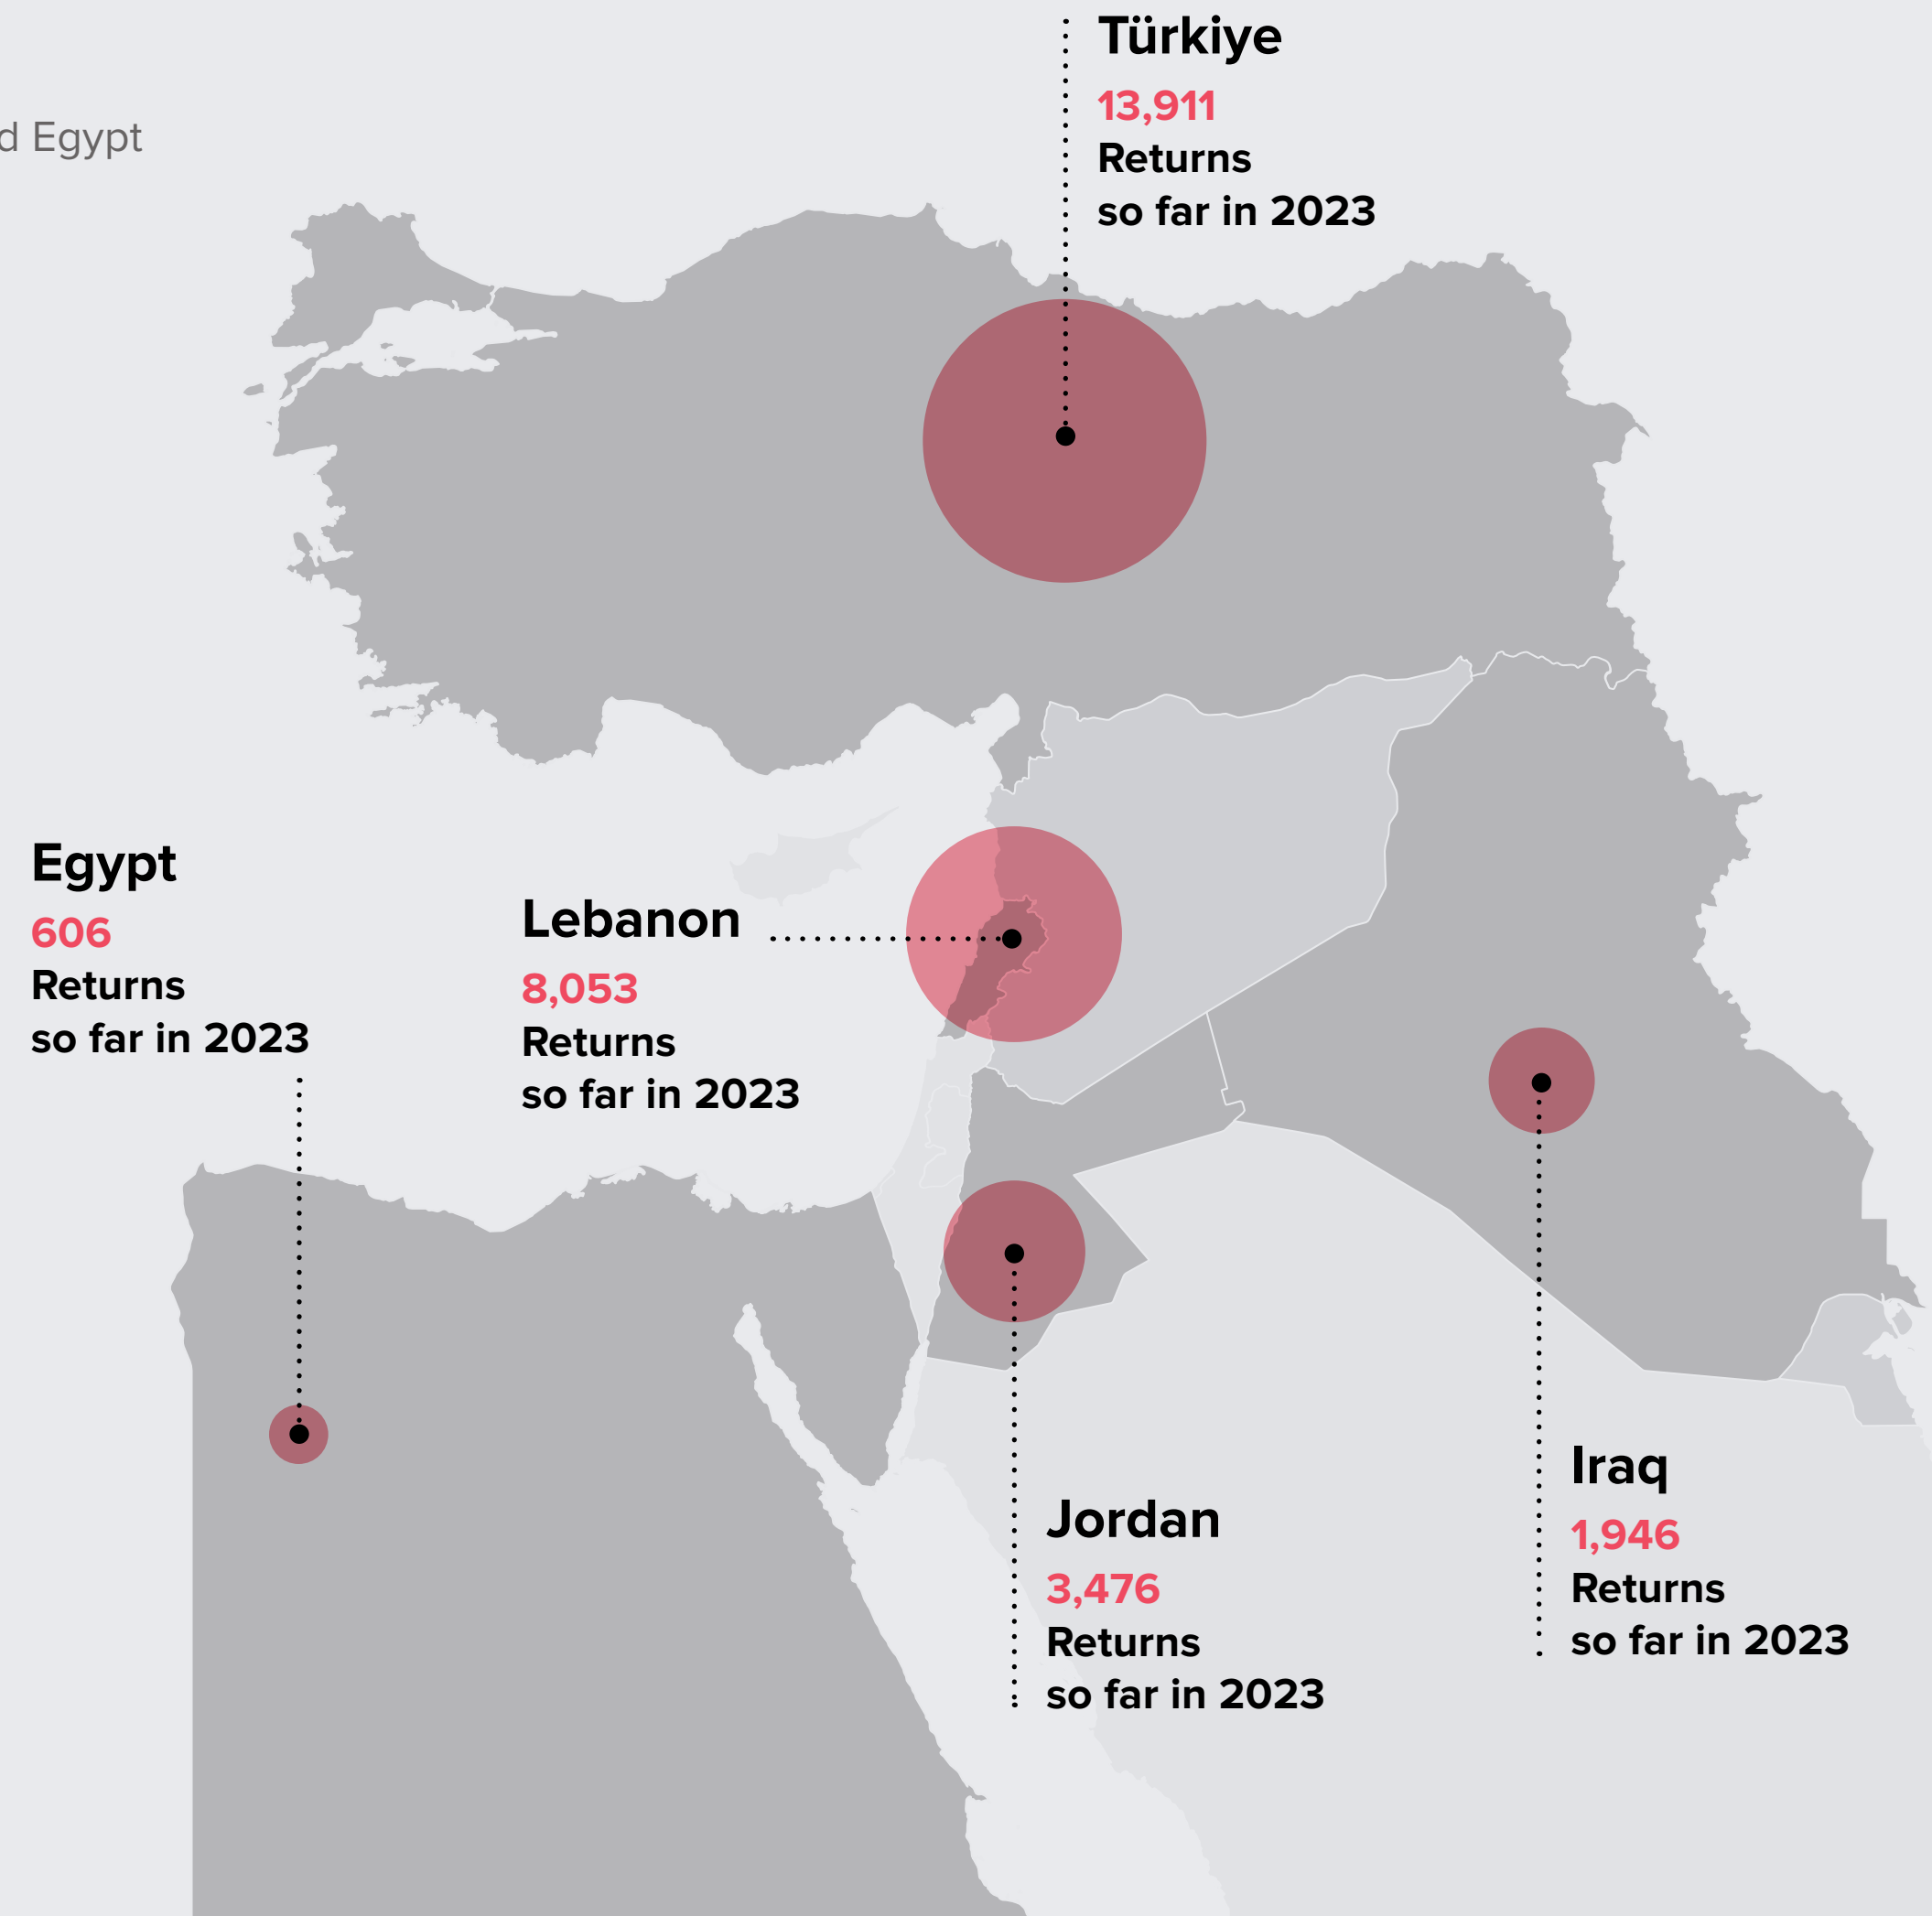 Türkiye
13,911
Returns
so far in 2023
d Egypt
Egypt
606
Returns
so far in 2023
Lebanon
8,053
Returns
so far in 2023
Jordan
3,476
Returns
so far in 2023
Iraq
1,946
Returns
so far in 2023